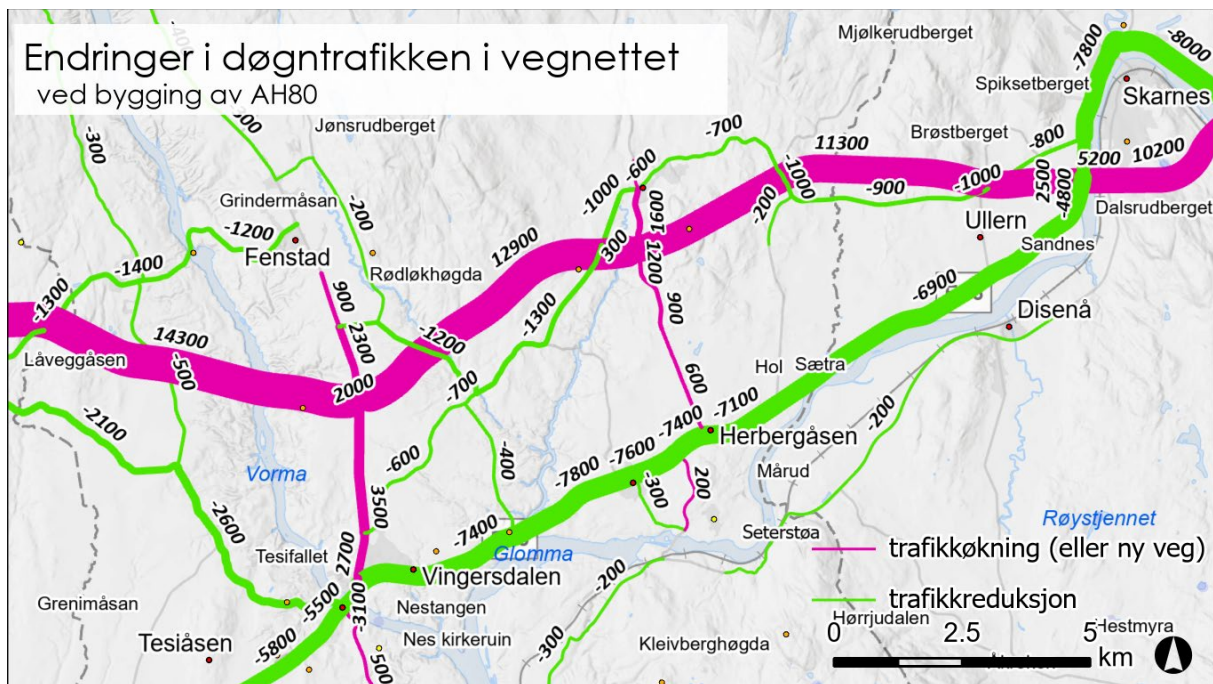 Endringer i døgntrafikken i vegnettet
ved bygging av AH80
Mjølkerudberget
-7800
-8000
Spiksetberget
Skarnes
-300
Jønsrudberget
-700
11300
Brøstberget
-800
5200
10200
-600
-1000
-1000
-900
-1000
2500
-4800
Grindermåsan
-200
-200
1600
Ullern
Dalsrudberget
-1200
Fenstad
12900
300
1200
Sandnes
-1400
Rødløkhøgda
900
-1300
900
-6900
Disenå
-1300
14300
2300
-1200
Låveggåsen
-500
2000
-700
600
Hol
Sætra
-2100
-7100
-7400
Herbergåsen
-200
-600
-400
-7600
-7800
Vorma
-300
200
Mårud
3500
-2600
-7400
Glomma
Seterstøa
Røystjennet
Tesifallet
2700
Vingersdalen
-200
trafikkøkning (eller ny veg)
Grenimåsan
-5500
-3100
Nestangen
trafikkreduksjon
Tesiåsen
-5800
Nes kirkeruin
Kleivberghøgda
Hørrjudalen
Hestmyra
500
-300
0
2.5
5
km
N